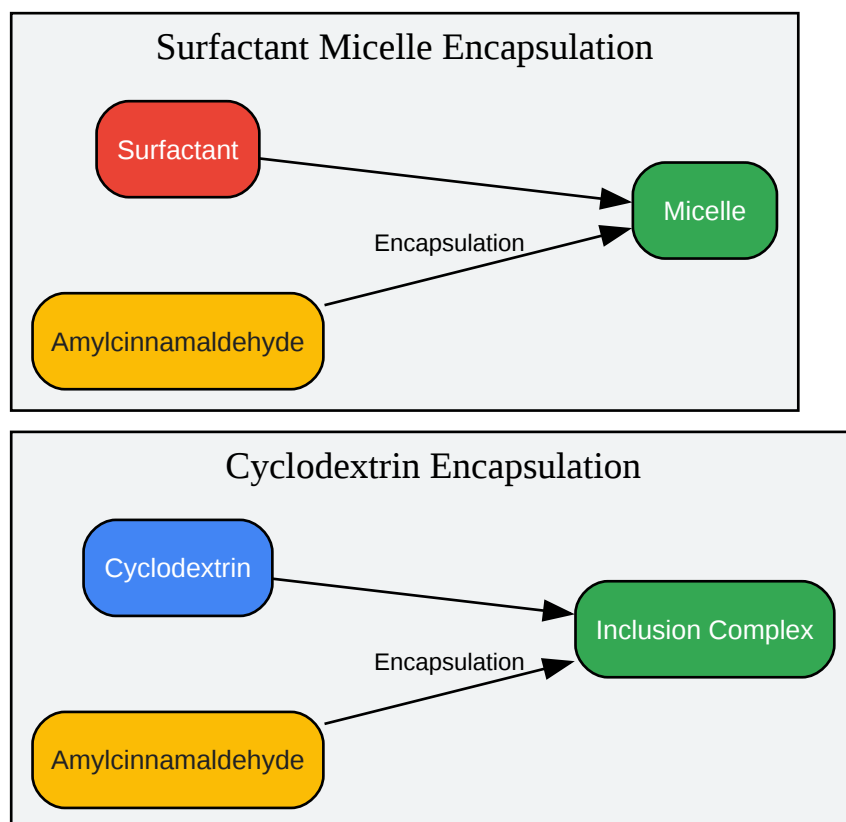 Surfactant Micelle Encapsulation
Surfactant
Micelle
Encapsulation
Amylcinnamaldehyde
Cyclodextrin Encapsulation
Cyclodextrin
Inclusion Complex
Encapsulation
Amylcinnamaldehyde